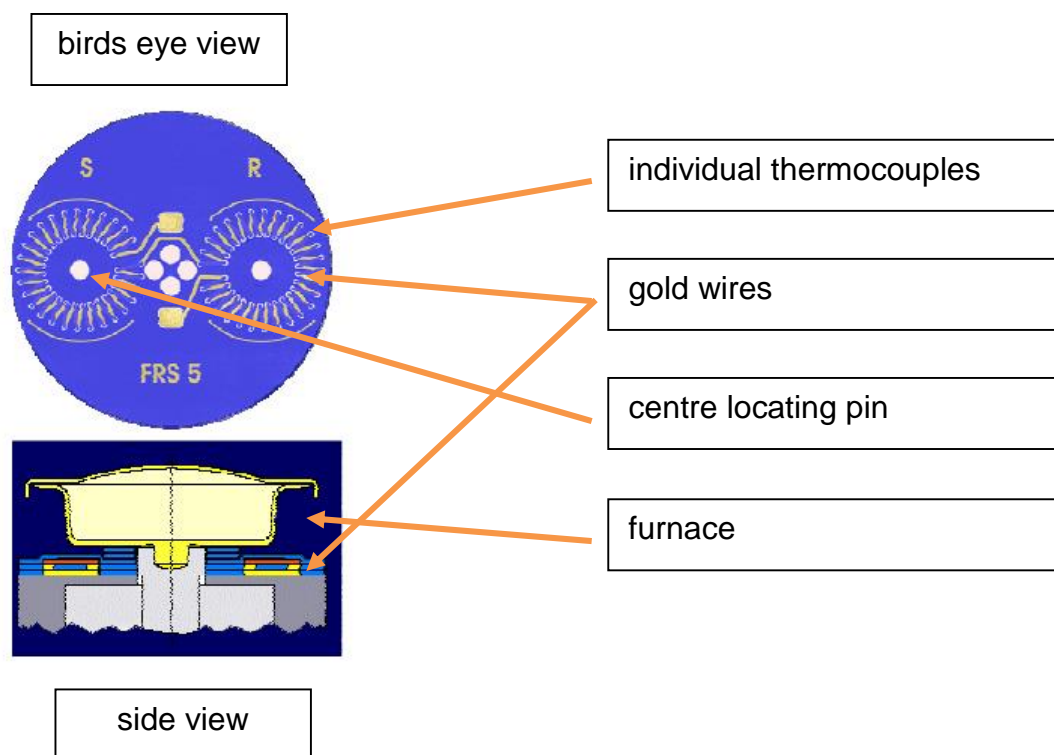 birds eye view
S R
individual thermocouples
gold wires
FRS 5
centre locating pin
furnace
side view